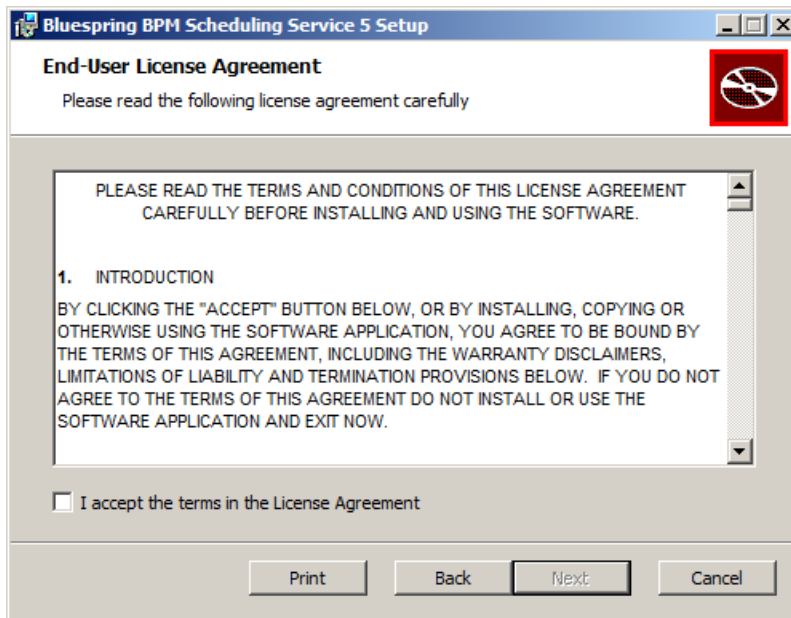 Bluespring BPM Scheduling Service 5 Setup
End-User License Agreement
Please read the following license agreement carefully
PLEASE READ THE TERMS AND CONDITIONS OF THIS LICENSE AGREEMENT
CAREFULLY BEFORE INSTALLING AND USING THE SOFTWARE.
1. INTRODUCTION
BY CLICKING THE "ACCEPT" BUTTON BELOW, OR BY INSTALLING, COPYING OR
OTHERWISE USING THE SOFTWARE APPLICATION, YOU AGREE TO BE BOUND BY
THE TERMS OF THIS AGREEMENT, INCLUDING THE WARRANTY DISCLAIMERS,
LIMITATIONS OF LIABILITY AND TERMINATION PROVISIONS BELOW.  IF YOU DO NOT
AGREE TO THE TERMS OF THIS AGREEMENT DO NOT INSTALL OR USE THE
SOFTWARE APPLICATION AND EXIT NOW.
I accept the terms in the License Agreement
Print Back Next Cancel